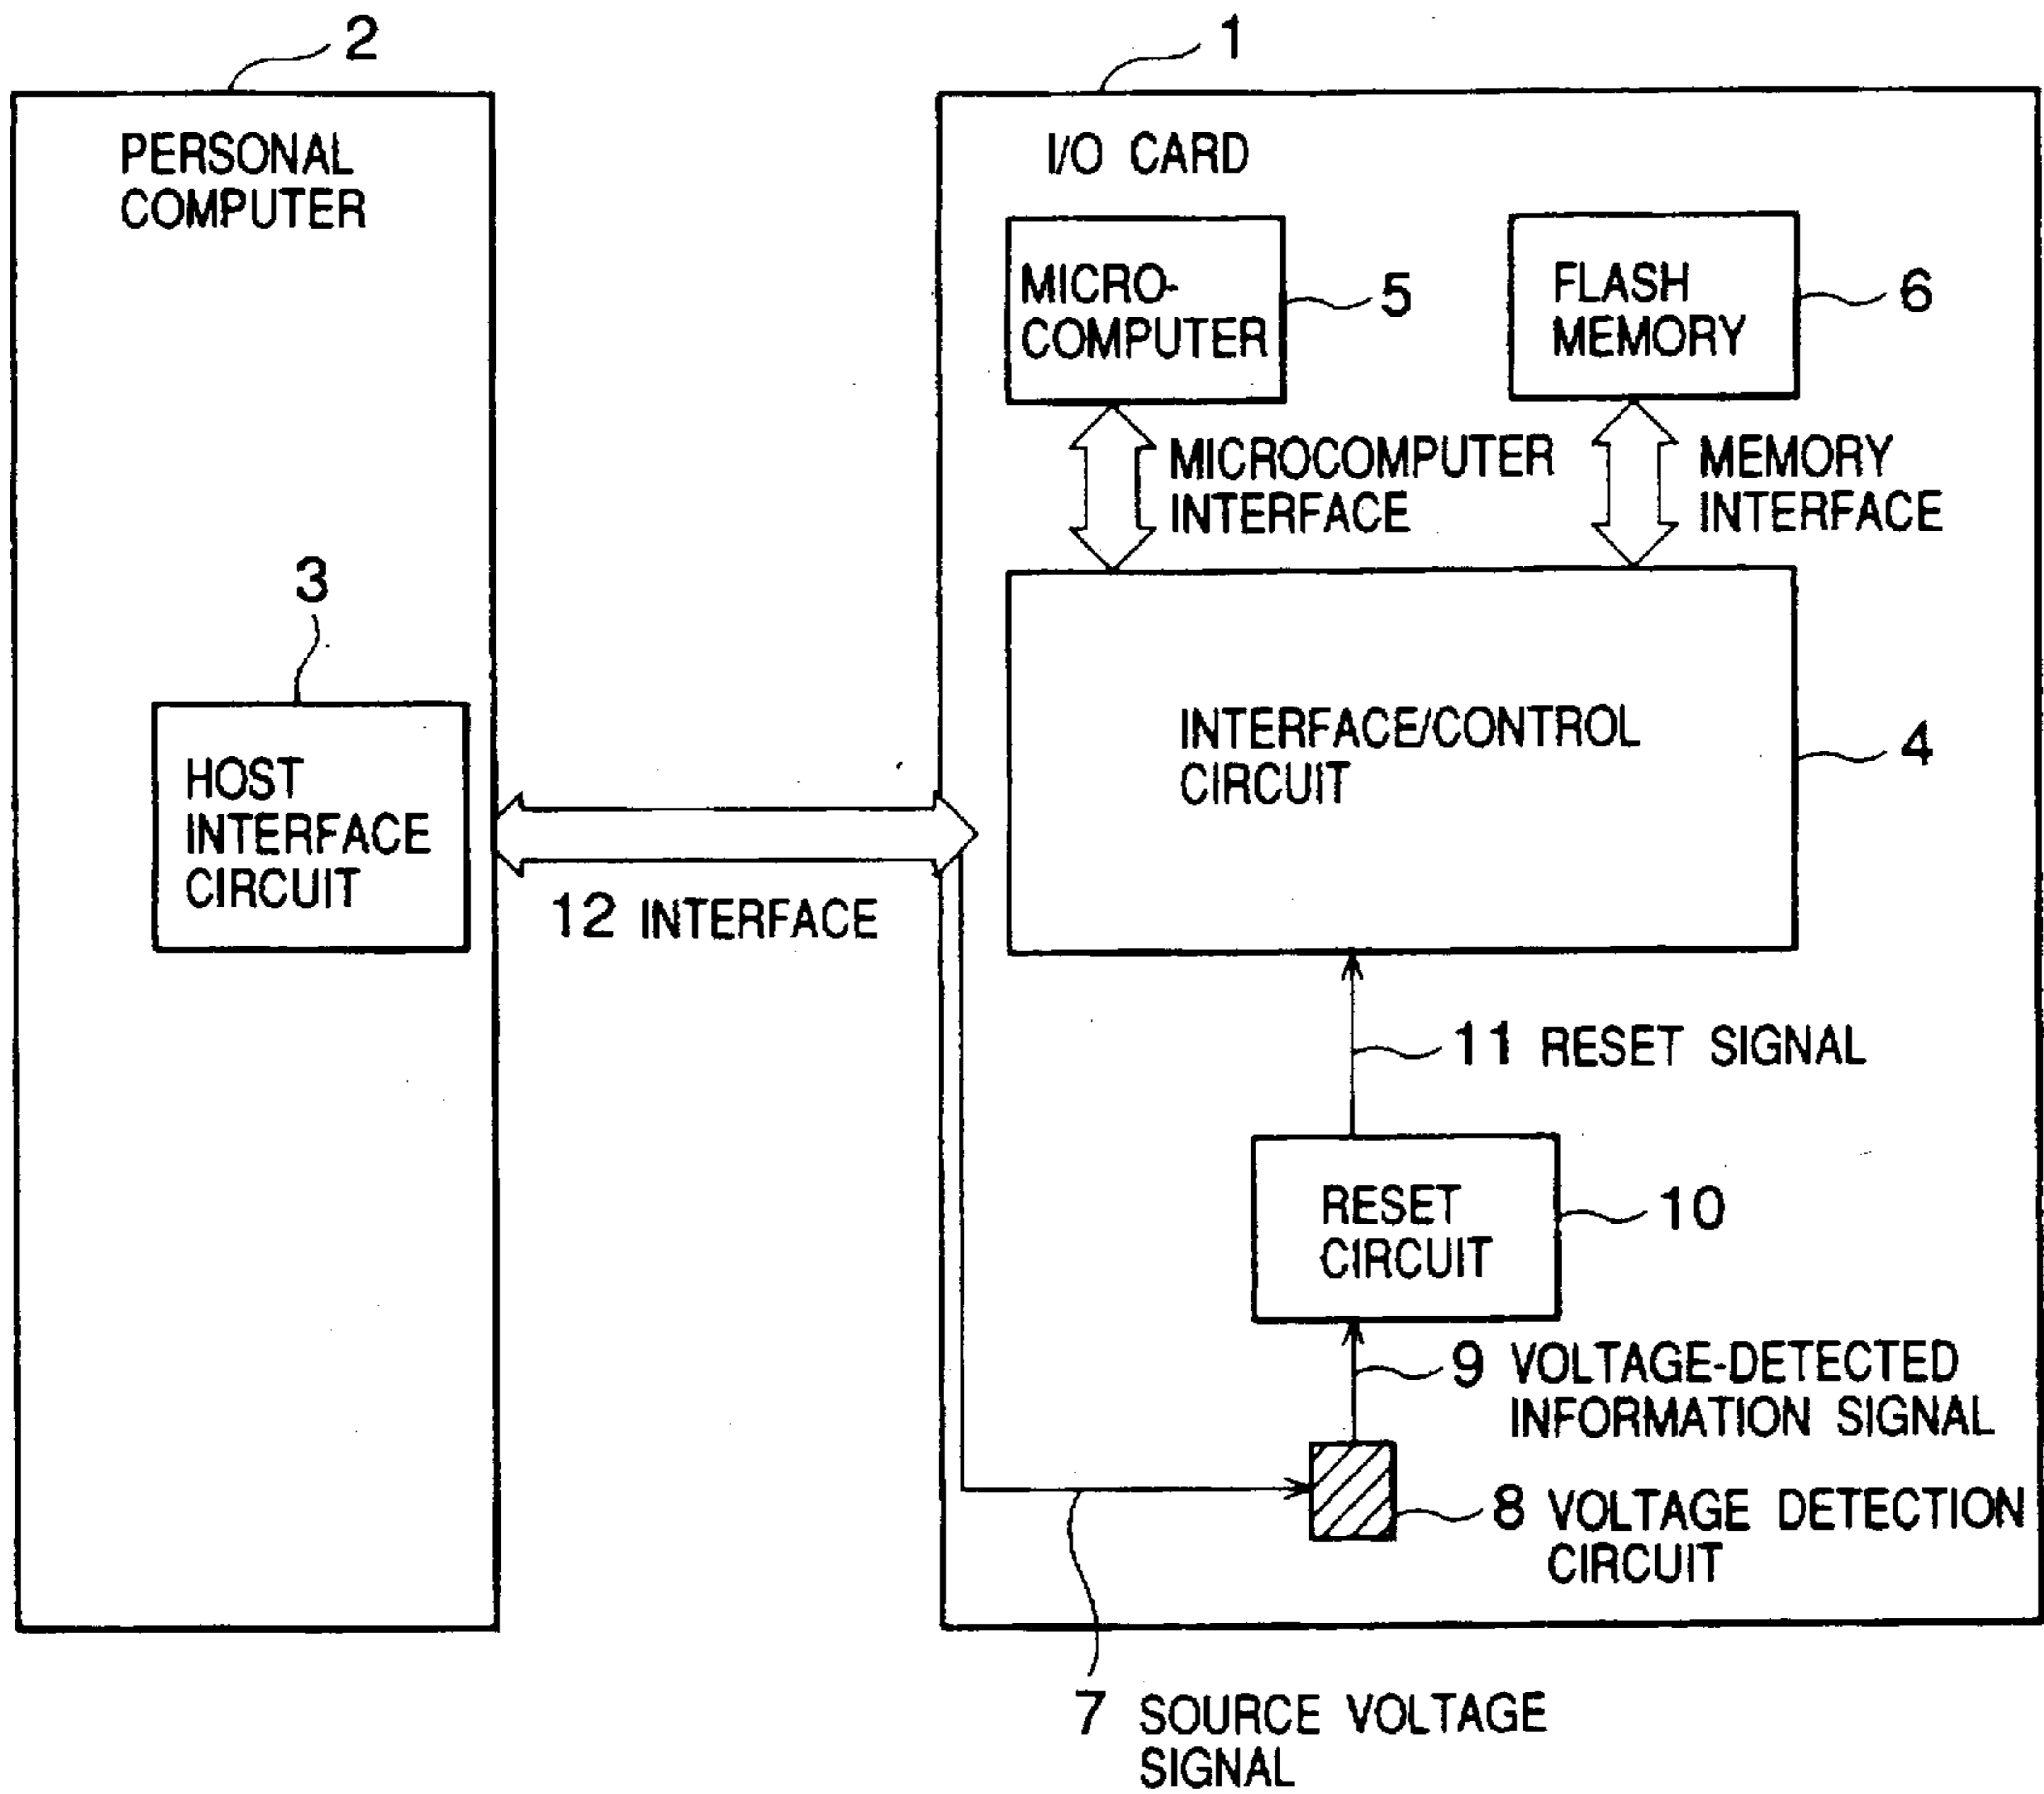 2
1
PERSONAL
COMPUTER
I/O CARD
MICRO-
COMPUTER
5
FLASH
MEMORY
6
MICROCOMPUTER
INTERFACE
MEMORY
INTERFACE
3
HOST
INTERFACE
CIRCUIT
INTERFACE/CONTROL
CIRCUIT
4
12 INTERFACE
11 RESET SIGNAL
RESET
CIRCUIT
10
9 VOLTAGE-DETECTED
INFORMATION SIGNAL
8 VOLTAGE DETECTION
CIRCUIT
7 SOURCE VOLTAGE
SIGNAL